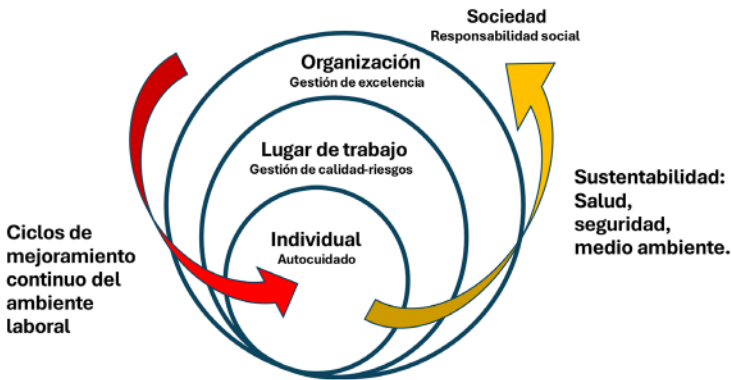 Sociedad
Responsabilidad social
Organización
Gestión de excelencia
Lugar de trabajo
Gestión de calidad-riesgos
Individual
Autocuidado
Ciclos de
mejoramiento
continuo del
ambiente
laboral
Sustentabilidad:
Salud,
seguridad,
medio ambiente.